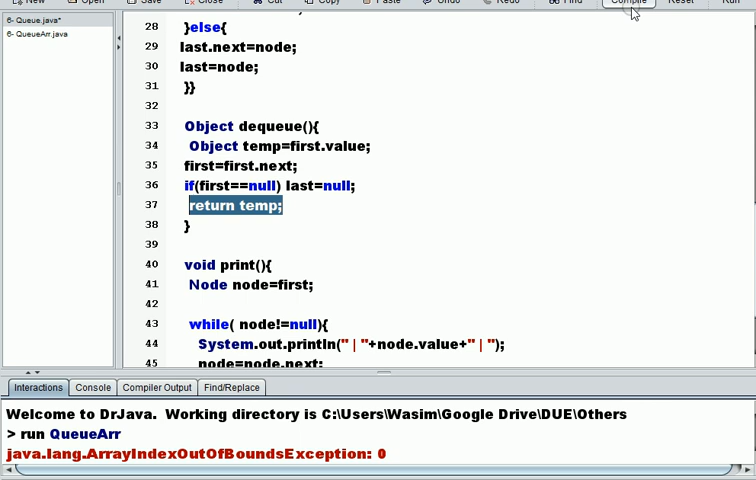 New Open Save Close Cut Copy Paste Undo Redo Find Compile Reset Run
6- Queue.java*
6- QueueArr.java
28 }else{
29 last.next=node;
30 last=node;
31 }}
32
33 Object dequeue(){
34 Object temp=first.value;
35 first=first.next;
36 if(first==null) last=null;
37 return temp;
38 }
39
40 void print(){
41 Node node=first;
42
43 while( node!=null){
44 System.out.println("|"+node.value+"|");
45 node=node.next;
Interactions Console Compiler Output Find/Replace
Welcome to DrJava. Working directory is C:\Users\Wasim\Google Drive\DUE\Others
> run QueueArr
java.lang.ArrayIndexOutOfBoundsException: 0